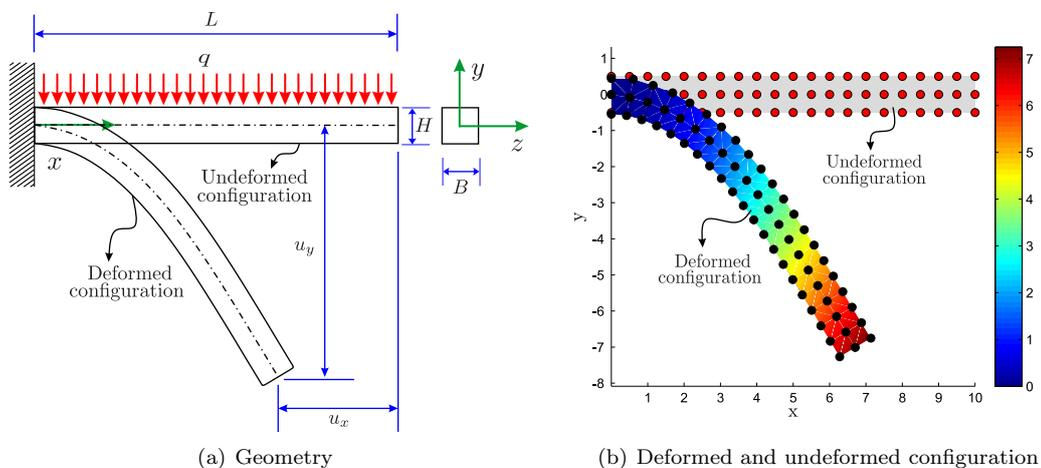 L
q
y
H
z
x
B
Undeformed
configuration
u_y
Deformed
configuration
u_x
(a) Geometry
1
0
-1
-2
-3
-4
-5
-6
-7
-8
y
1 2 3 4 5 6 7 8 9 10
x
Undeformed
configuration
Deformed
configuration
7
6
5
4
3
2
1
0
(b) Deformed and undeformed configuration